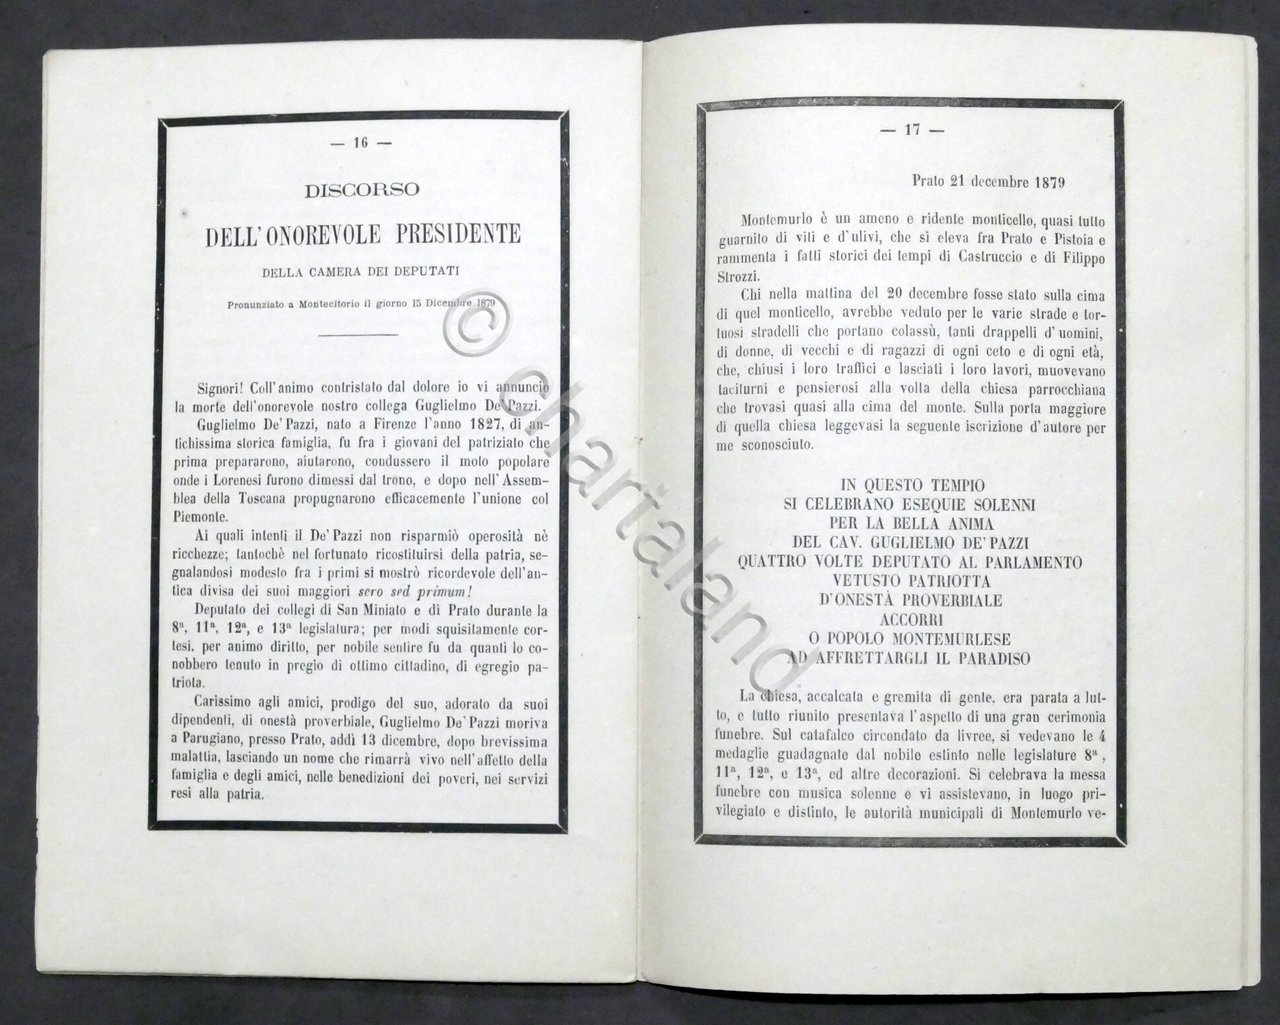 — 16 —
DISCORSO
DELL'ONOREVOLE PRESIDENTE
DELLA CAMERA DEI DEPUTATI
Pronunziato a Montecitorio il giorno 15 Dicembre 1879
Signori! Coll'animo contristato dal dolore io vi annuncio
la morte dell'onorevole nostro collega Guglielmo De' Pazzi.
Guglielmo De' Pazzi, nato a Firenze l'anno 1827, di an-
tichissima storica famiglia, fu fra i giovani del patriziato che
prima prepararono, aiutarono, condussero il moto popolare
onde i Lorenesi furono dimessi dal trono, e dopo nell'Assem-
blea della Toscana propugnarono efficacemente l'unione col
Piemonte.
Ai quali intenti il De' Pazzi non risparmiò operosità nè
ricchezze; tantochè nel fortunato ricostituirsi della patria, se-
gnalandosi modesto fra i primi si mostrò ricordevole dell'an-
tica divisa dei suoi maggiori sero sed primum!
Deputato dei collegi di San Miniato e di Prato durante la
8ª, 11ª, 12ª, e 13ª legislatura; per modi squisitamente cor-
tesi, per animo diritto, per nobile sentire fu da quanti lo co-
nobbero tenuto in pregio di ottimo cittadino, di egregio pa-
triota.
Carissimo agli amici, prodigo del suo, adorato da suoi
dipendenti, di onestà proverbiale, Guglielmo De' Pazzi moriva
a Parugiano, presso Prato, addì 13 dicembre, dopo brevissima
malattia, lasciando un nome che rimarrà vivo nell'affetto della
famiglia e degli amici, nelle benedizioni dei poveri, nei servizi
resi alla patria.
— 17 —
Prato 21 decembre 1879
Montemurlo è un ameno e ridente monticello, quasi tutto
guarnito di viti e d'ulivi, che si eleva fra Prato e Pistoia e
rammenta i fatti storici dei tempi di Castruccio e di Filippo
Strozzi.
Chi nella mattina del 20 decembre fosse stato sulla cima
di quel monticello, avrebbe veduto per le varie strade e tor-
tuosi stradelli che portano colassù, tanti drappelli d'uomini,
di donne, di vecchi e di ragazzi di ogni ceto e di ogni età,
che, chiusi i loro traffici e lasciati i loro lavori, muovevano
taciturni e pensierosi alla volta della chiesa parrocchiana
che trovasi quasi alla cima del monte. Sulla porta maggiore
di quella chiesa leggevasi la seguente iscrizione d'autore per
me sconosciuto.
IN QUESTO TEMPIO
SI CELEBRANO ESEQUIE SOLENNI
PER LA BELLA ANIMA
DEL CAV. GUGLIELMO DE' PAZZI
QUATTRO VOLTE DEPUTATO AL PARLAMENTO
VETUSTO PATRIOTTA
D'ONESTÀ PROVERBIALE
ACCORRI
O POPOLO MONTEMURLESE
AD AFFRETTARGLI IL PARADISO
La chiesa, accalcata e gremita di gente, era parata a lut-
to, e tutto riunito presentava l'aspetto di una gran cerimonia
funebre. Sul catafalco circondato da livree, si vedevano le 4
medaglie guadagnate dal nobile estinto nelle legislature 8ª,
11ª, 12ª, e 13ª, ed altre decorazioni. Si celebrava la messa
funebre con musica solenne e vi assistevano, in luogo pri-
vilegiato e distinto, le autorità municipali di Montemurlo ve-
© chartaland